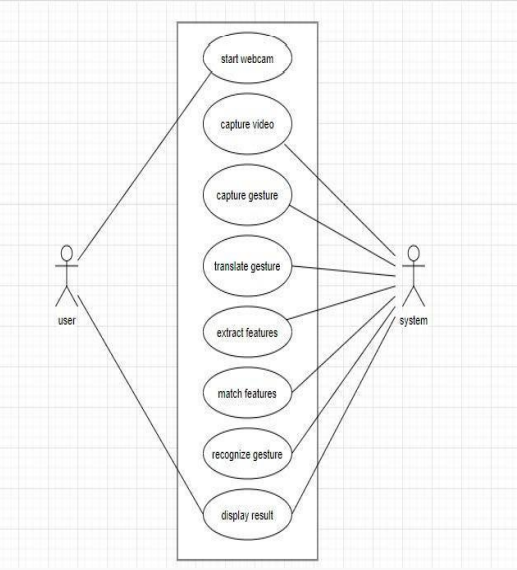 start webcam
capture video
capture gesture
translate gesture
extract features
match features
recognize gesture
display result
user
system